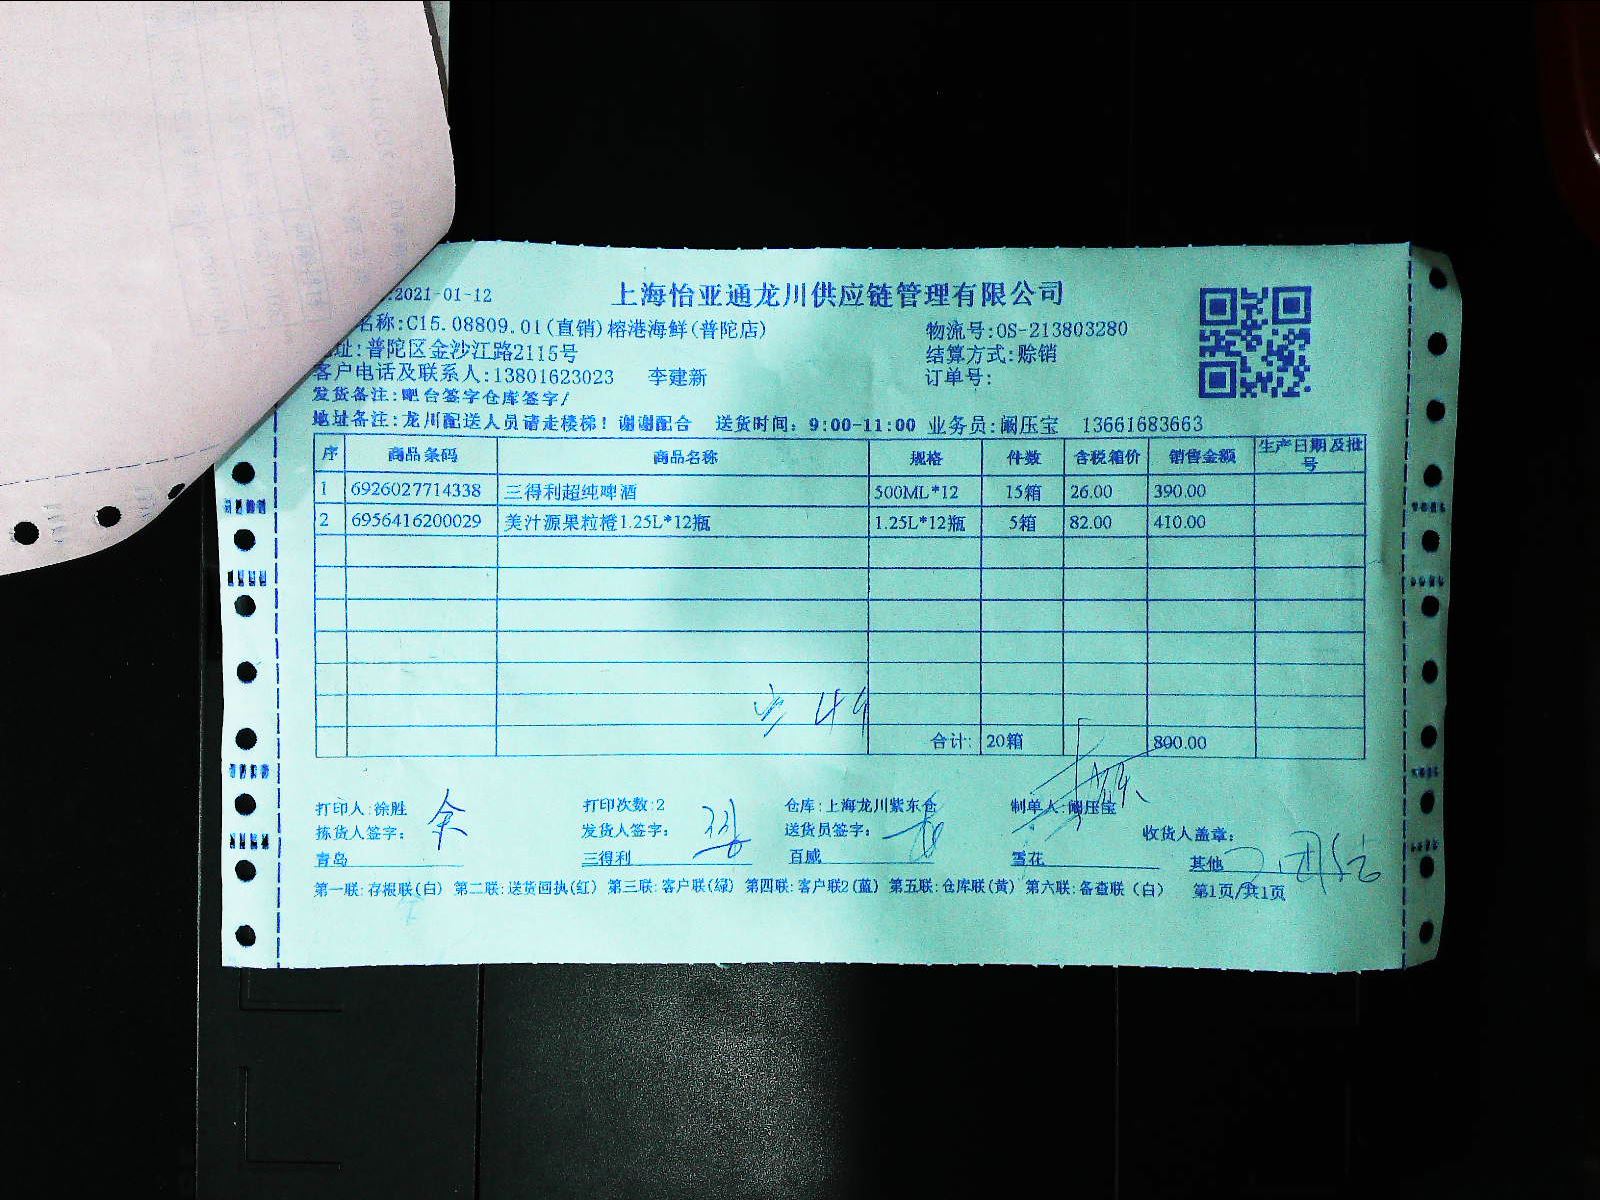 :2021-01-12
上海怡亚通龙川供应链管理有限公司
名称:C15.08809.01(直销)榕港海鲜(普陀店)
物流号:OS-213803280
址:普陀区金沙江路2115号
结算方式:赊销
客户电话及联系人:13801623023 李建新
订单号:
发货备注:吧台签字仓库签字/
地址备注:龙川配送人员请走楼梯！谢谢配合 送货时间：9:00-11:00 业务员:阚压宝 13661683663
序 商品条码 商品名称 规格 件数 含税箱价 销售金额 生产日期及批号
1 6926027714338 三得利超纯啤酒 500ML*12 15箱 26.00 390.00
2 6956416200029 美汁源果粒橙1.25L*12瓶 1.25L*12瓶 5箱 82.00 410.00
合计: 20箱 800.00
打印人:徐胜 打印次数:2 仓库:上海龙川紫东仓 制单人:阚压宝
拣货人签字： 发货人签字： 送货员签字： 收货人盖章：
青岛 三得利 百威 雪花 其他
第一联:存根联(白) 第二联:送货回执(红) 第三联:客户联(绿) 第四联:客户联2(蓝) 第五联:仓库联(黄) 第六联:备查联（白） 第1页/共1页